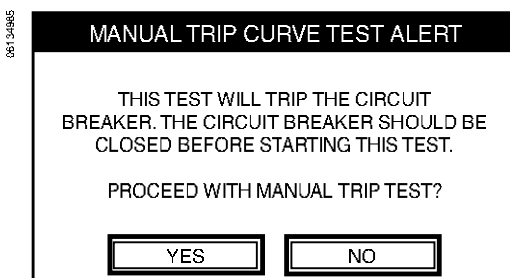 06134985
MANUAL TRIP CURVE TEST ALERT
THIS TEST WILL TRIP THE CIRCUIT
BREAKER. THE CIRCUIT BREAKER SHOULD BE
CLOSED BEFORE STARTING THIS TEST.
PROCEED WITH MANUAL TRIP TEST?
YES
NO